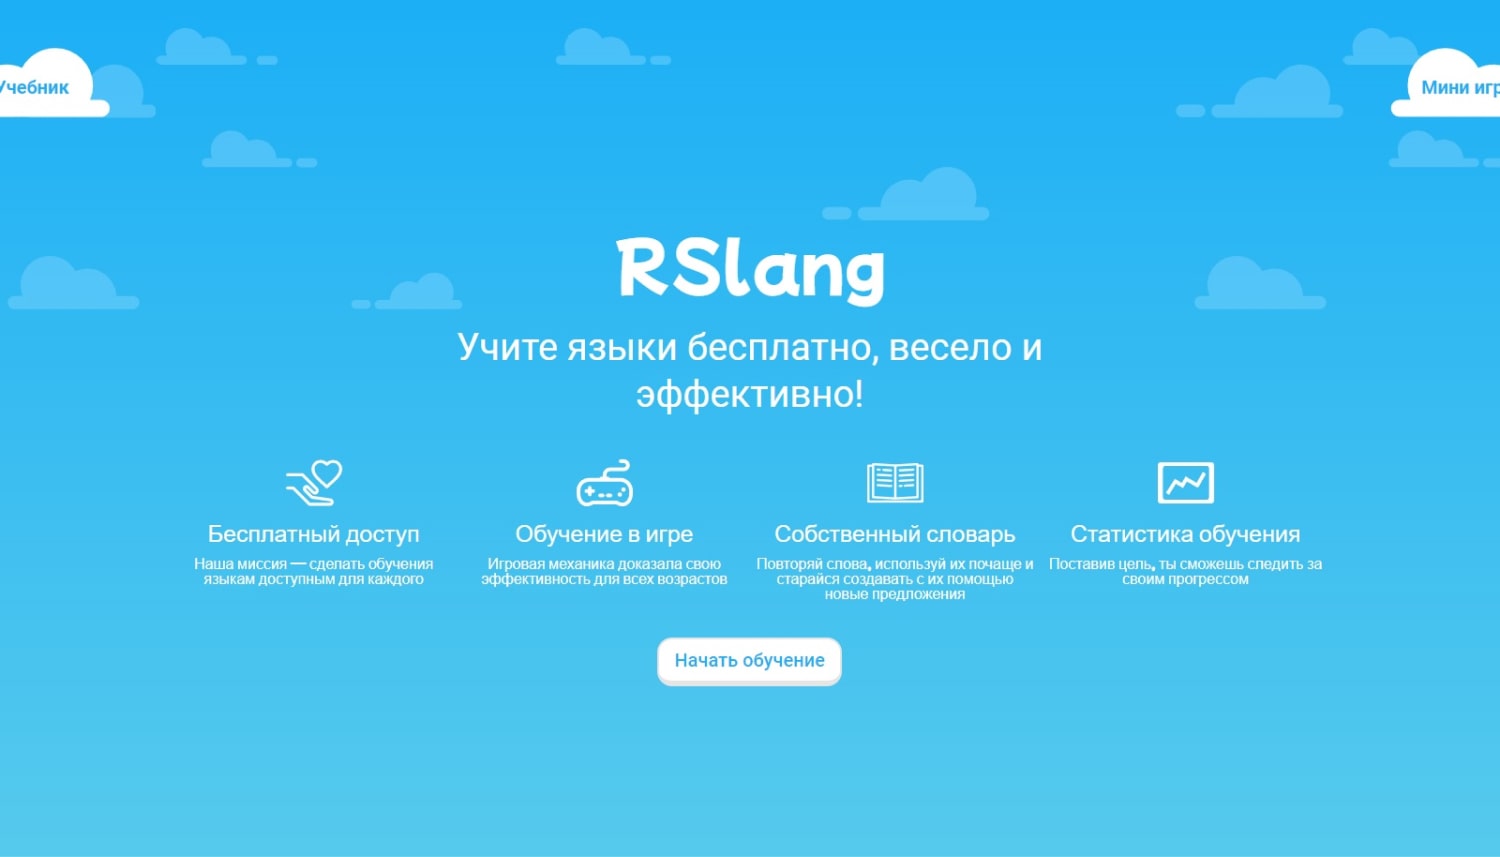 Учебник
Мини игр
RSlang
Учите языки бесплатно, весело и
эффективно!
Бесплатный доступ
Наша миссия — сделать обучения
языкам доступным для каждого
Обучение в игре
Игровая механика доказала свою
эффективность для всех возрастов
Собственный словарь
Повторяй слова, используй их почаще и
старайся создавать с их помощью
новые предложения
Статистика обучения
Поставив цель, ты сможешь следить за
своим прогрессом
Начать обучение